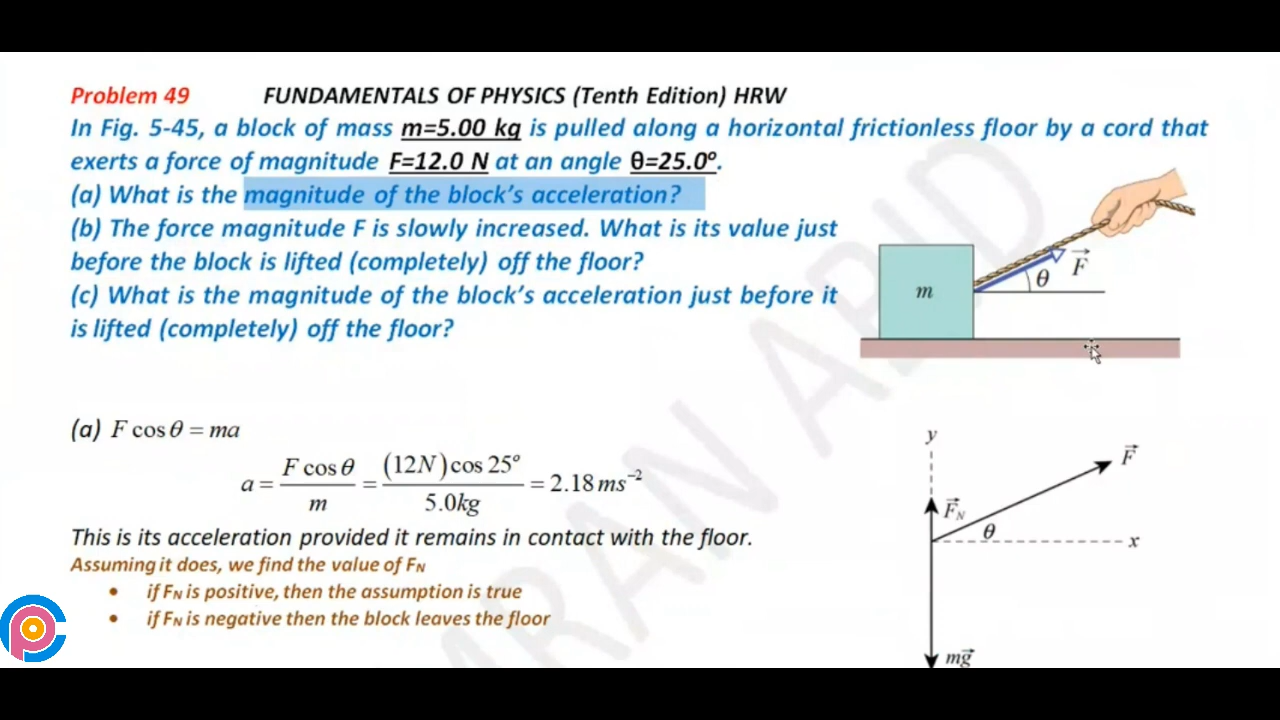 Problem 49 FUNDAMENTALS OF PHYSICS (Tenth Edition) HRW
In Fig. 5-45, a block of mass m=5.00 kg is pulled along a horizontal frictionless floor by a cord that
exerts a force of magnitude F=12.0 N at an angle θ=25.0º.
(a) What is the magnitude of the block's acceleration?
(b) The force magnitude F is slowly increased. What is its value just
before the block is lifted (completely) off the floor?
(c) What is the magnitude of the block's acceleration just before it
is lifted (completely) off the floor?
m
θ
F⃗
(a) F cos θ = ma
a = F cos θ / m = (12N) cos 25º / 5.0kg = 2.18 ms⁻²
This is its acceleration provided it remains in contact with the floor.
Assuming it does, we find the value of FN
• if FN is positive, then the assumption is true
• if FN is negative then the block leaves the floor
y
F⃗
F⃗N
θ
x
mg⃗
ARAN ABID